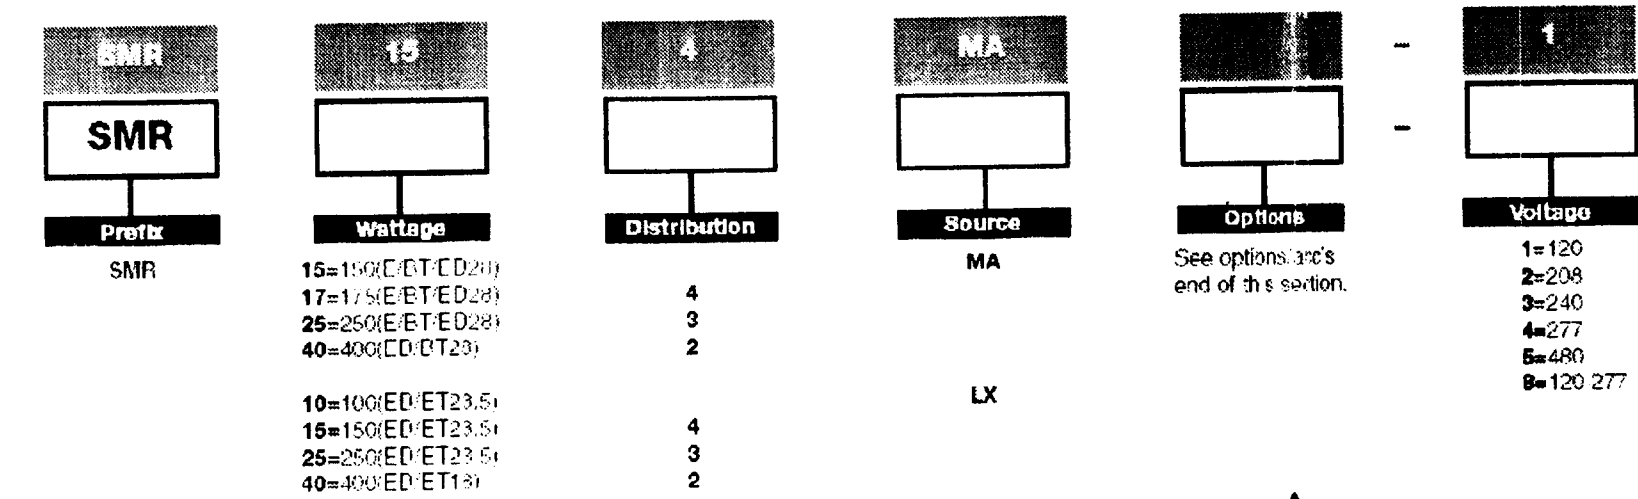 SMR 15 4 MA - 1
SMR -
Prefix Wattage Distribution Source Options Voltage
SMR
15=150(E/BT/ED28)
17=175(E/BT/ED28)
25=250(E/BT/ED28)
40=400(ED/BT28)
10=100(ED/ET23.5)
15=150(ED/ET23.5)
25=250(ED/ET23.5)
40=400(ED/ET18)
4
3
2
4
3
2
MA
LX
See options
end of this section.
1=120
2=208
3=240
4=277
5=480
8=120 277